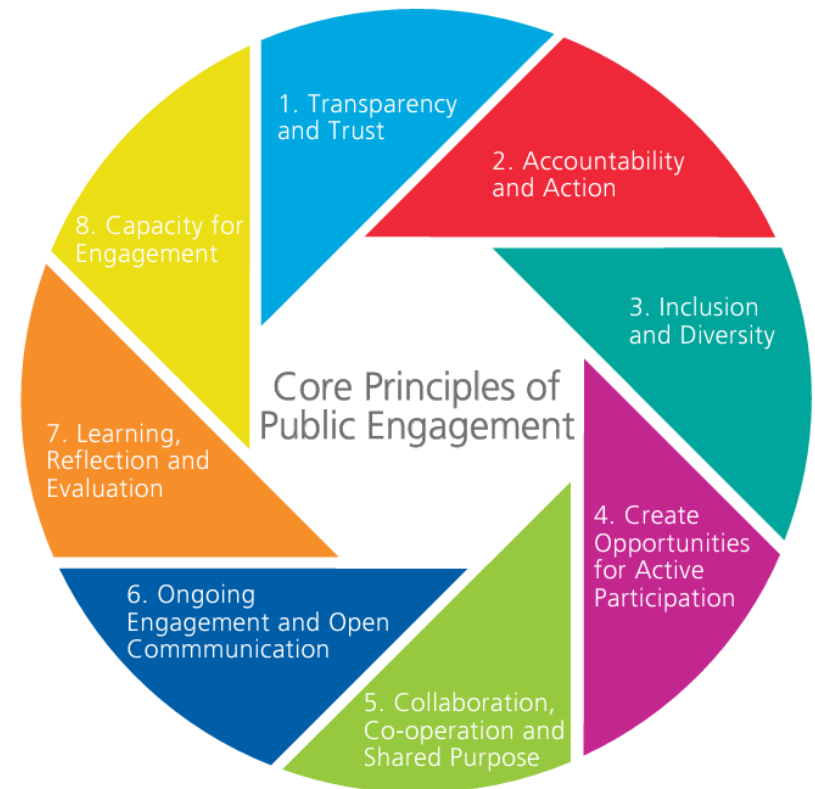 1. Transparency
and Trust
2. Accountability
and Action
3. Inclusion
and Diversity
4. Create
Opportunities
for Active
Participation
5. Collaboration,
Co-operation and
Shared Purpose
6. Ongoing
Engagement and Open
Commmunication
7. Learning,
Reflection and
Evaluation
8. Capacity for
Engagement
Core Principles of
Public Engagement